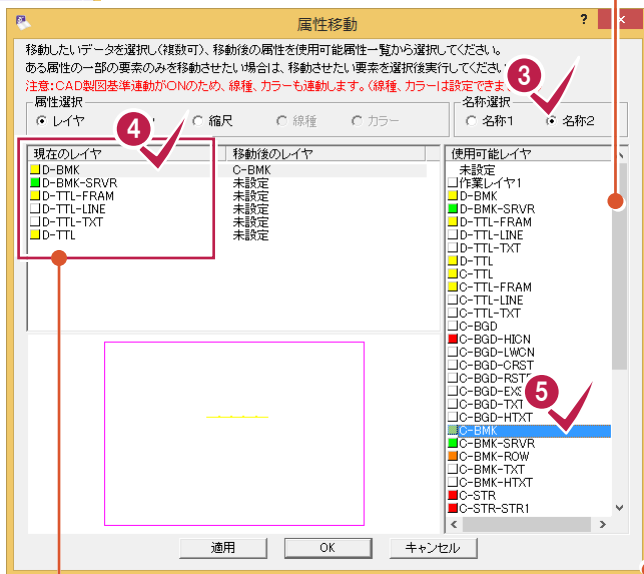 属性移動
? ×
移動したいデータを選択し(複数可)、移動後の属性を使用可能属性一覧から選択してください。
ある属性の一部の要素のみを移動させたい場合は、移動させたい要素を選択後実行してくださ
注意:CAD製図基準連動がONのため、線種、カラーも連動します。(線種、カラーは設定できま
3
属性選択
名称選択
レイヤ
縮尺
線種
カラー
名称1
名称2
4
現在のレイヤ
移動後のレイヤ
D-BMK
C-BMK
D-BMK-SRVR
未設定
D-TTL-FRAM
未設定
D-TTL-LINE
未設定
D-TTL-TXT
未設定
D-TTL
未設定
使用可能レイヤ
未設定
作業レイヤ1
D-BMK
D-BMK-SRVR
D-TTL-FRAM
D-TTL-LINE
D-TTL-TXT
D-TTL
C-TTL
C-TTL-FRAM
C-TTL-LINE
C-TTL-TXT
C-BGD
C-BGD-HICN
C-BGD-LWCN
C-BGD-CRST
C-BGD-RST
C-BGD-EX
C-BGD-TXT
C-BGD-HTXT
5
C-BMK
C-BMK-SRVR
C-BMK-ROW
C-BMK-TXT
C-BMK-HTXT
C-STR
C-STR-STR1
適用
OK
キャンセル